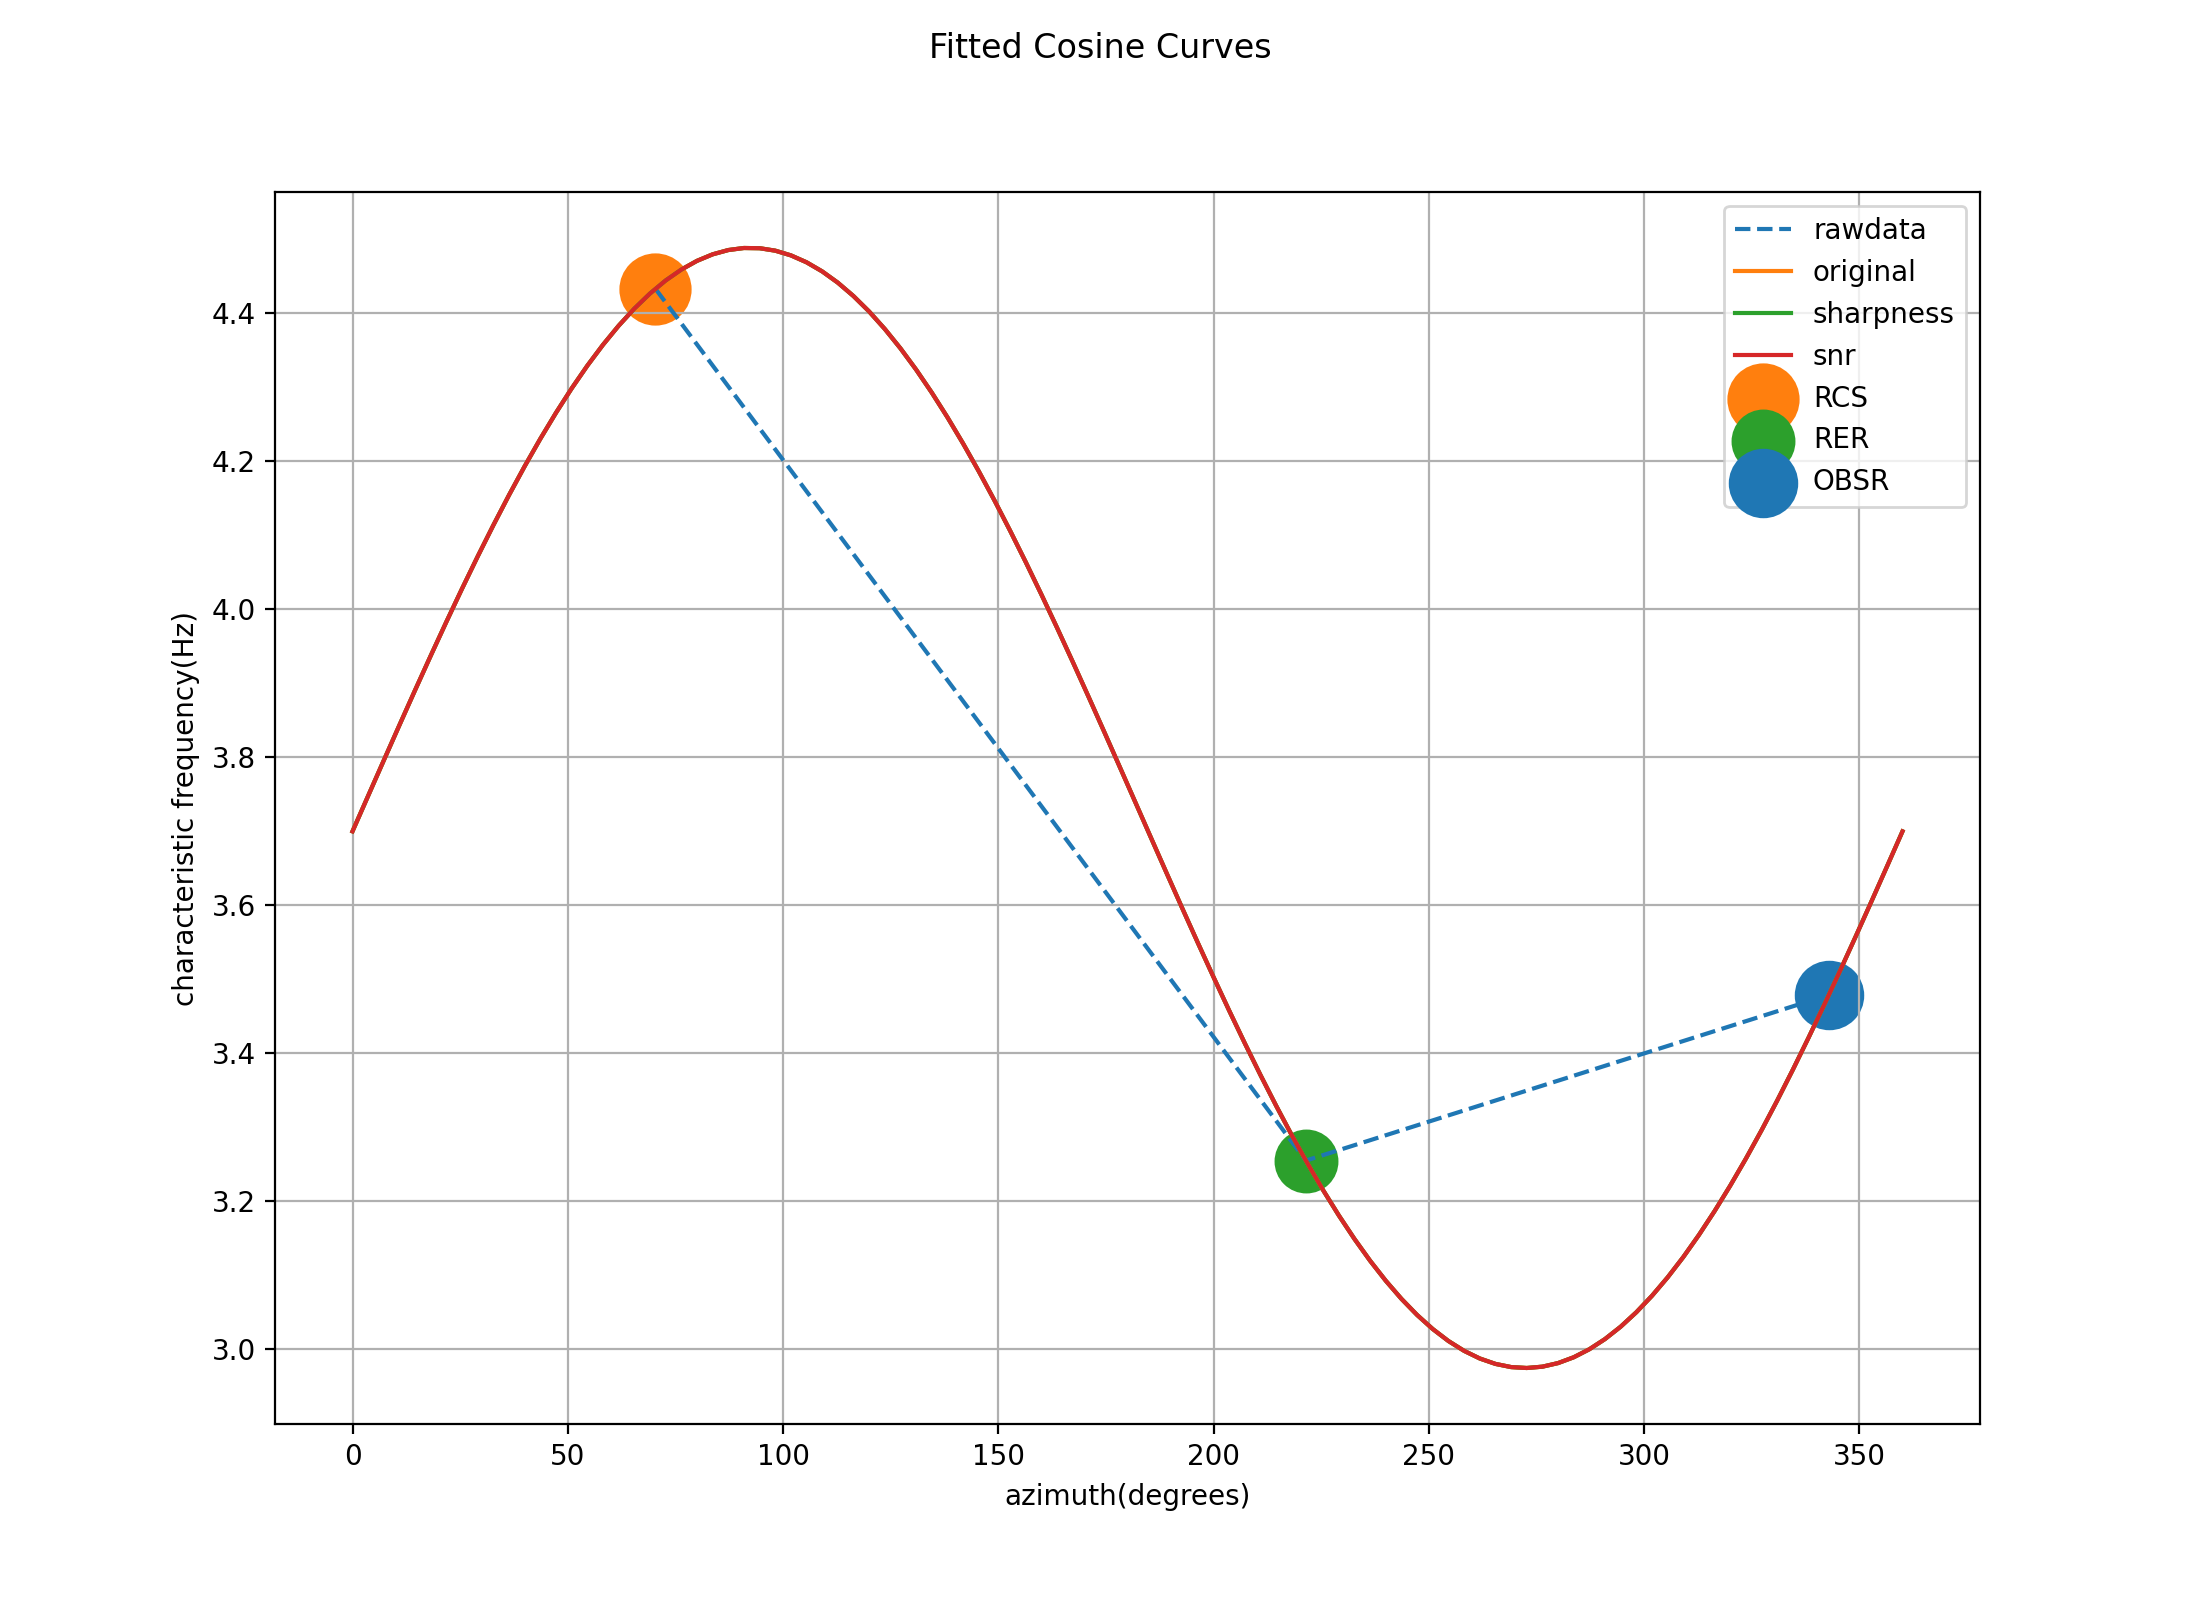 Fitted Cosine Curves
rawdata
original
sharpness
snr
RCS
RER
OBSR
characteristic frequency(Hz)
4.4
4.2
4.0
3.8
3.6
3.4
3.2
3.0
0 50 100 150 200 250 300 350
azimuth(degrees)